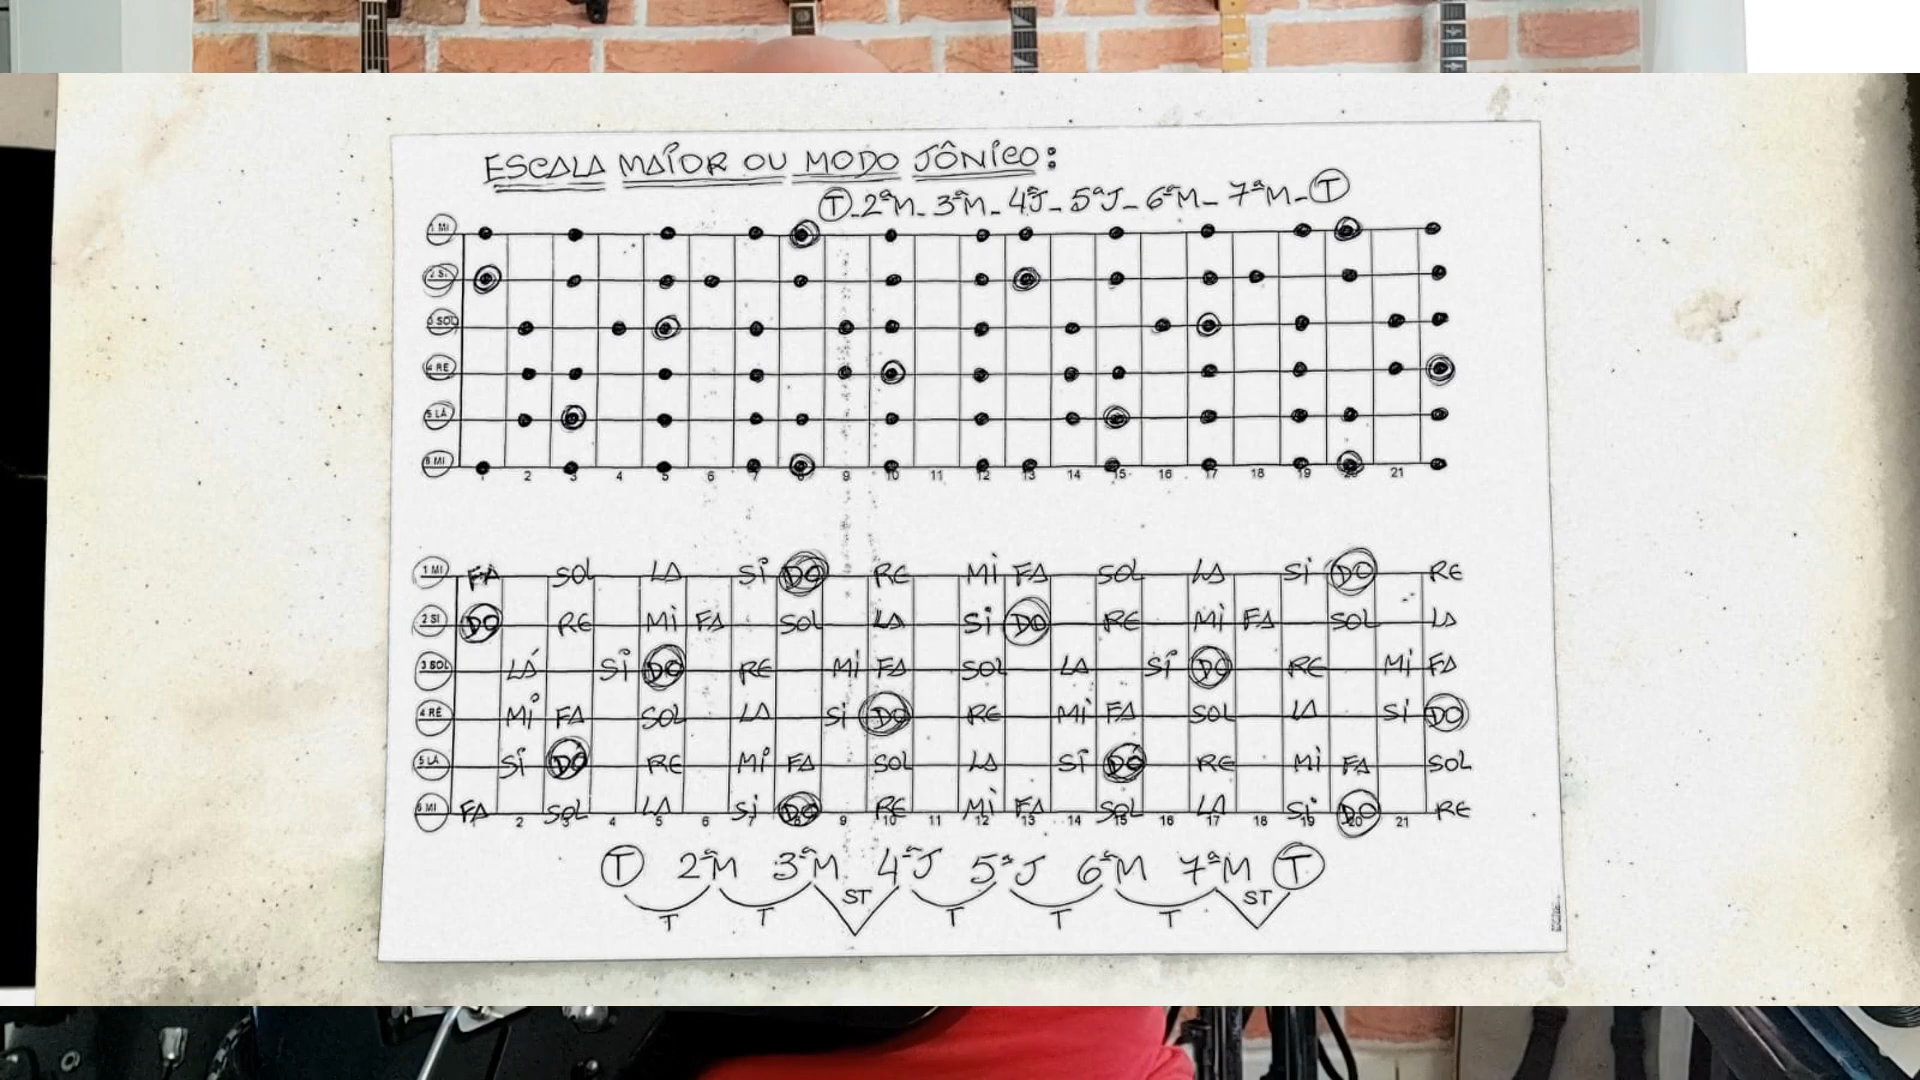 ESCALA MAIOR OU MODO JÔNICO:
T - 2ªM - 3ªM - 4ªJ - 5ªJ - 6ªM - 7ªM - T
1 MI
2 SI
3 SOL
4 RÉ
5 LÁ
6 MI
1 2 3 4 5 6 7 8 9 10 11 12 13 14 15 16 17 18 19 20 21
1 MI FA SOL LA SI DO RE MI FA SOL LA SI DO RE
2 SI DO RE MI FA SOL LA SI DO RE MI FA SOL LA
3 SOL LÁ SI DO RE MI FA SOL LA SI DO RE MI FA
4 RÉ MI FA SOL LA SI DO RE MI FA SOL LA SI DO
5 LÁ SI DÓ RE MI FA SOL LA SI DÓ RE MI FA SOL
6 MI FA SOL LA SI DO RE MI FA SOL LA SI DO RE
1 2 3 4 5 6 7 8 9 10 11 12 13 14 15 16 17 18 19 20 21
T 2ªM 3ªM 4ªJ 5ªJ 6ªM 7ªM T
T T ST T T T ST